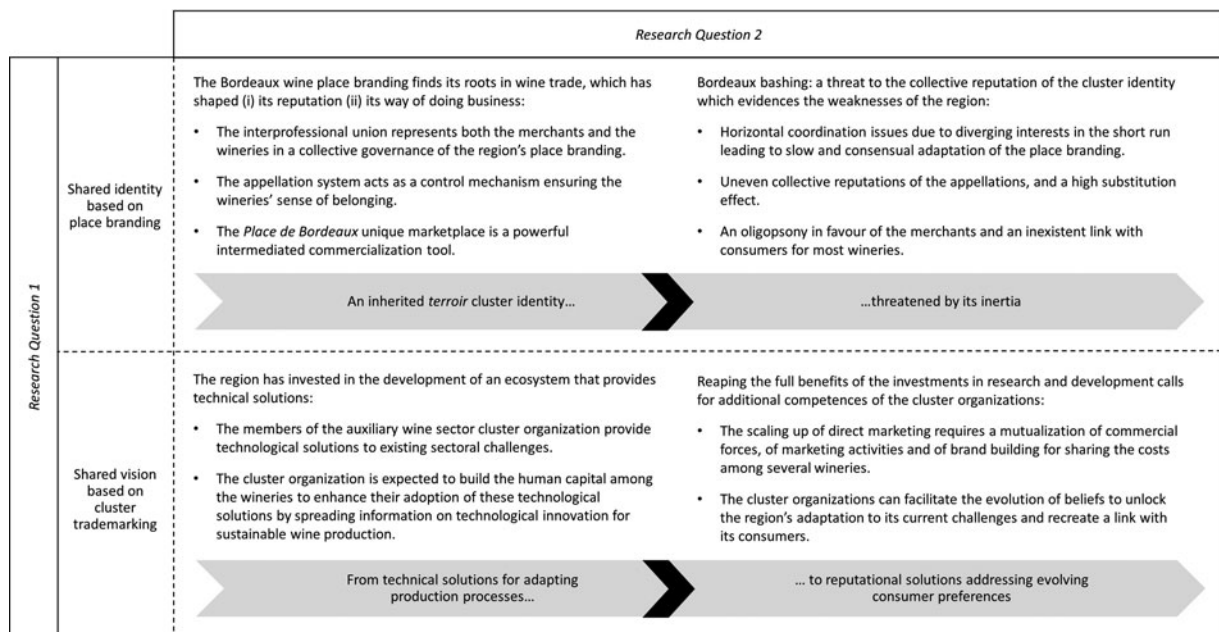 Research Question 2
Research Question 1
Shared identity
based on
place branding
The Bordeaux wine place branding finds its roots in wine trade, which has
shaped (i) its reputation (ii) its way of doing business:
• The interprofessional union represents both the merchants and the
wineries in a collective governance of the region's place branding.
• The appellation system acts as a control mechanism ensuring the
wineries' sense of belonging.
• The Place de Bordeaux unique marketplace is a powerful
intermediated commercialization tool.
An inherited terroir cluster identity…
Bordeaux bashing: a threat to the collective reputation of the cluster identity
which evidences the weaknesses of the region:
• Horizontal coordination issues due to diverging interests in the short run
leading to slow and consensual adaptation of the place branding.
• Uneven collective reputations of the appellations, and a high substitution
effect.
• An oligopsony in favour of the merchants and an inexistent link with
consumers for most wineries.
…threatened by its inertia
Shared vision
based on
cluster
trademarking
The region has invested in the development of an ecosystem that provides
technical solutions:
• The members of the auxiliary wine sector cluster organization provide
technological solutions to existing sectoral challenges.
• The cluster organization is expected to build the human capital among
the wineries to enhance their adoption of these technological
solutions by spreading information on technological innovation for
sustainable wine production.
From technical solutions for adapting
production processes…
Reaping the full benefits of the investments in research and development calls
for additional competences of the cluster organizations:
• The scaling up of direct marketing requires a mutualization of commercial
forces, of marketing activities and of brand building for sharing the costs
among several wineries.
• The cluster organizations can facilitate the evolution of beliefs to unlock
the region's adaptation to its current challenges and recreate a link with
its consumers.
… to reputational solutions addressing evolving
consumer preferences